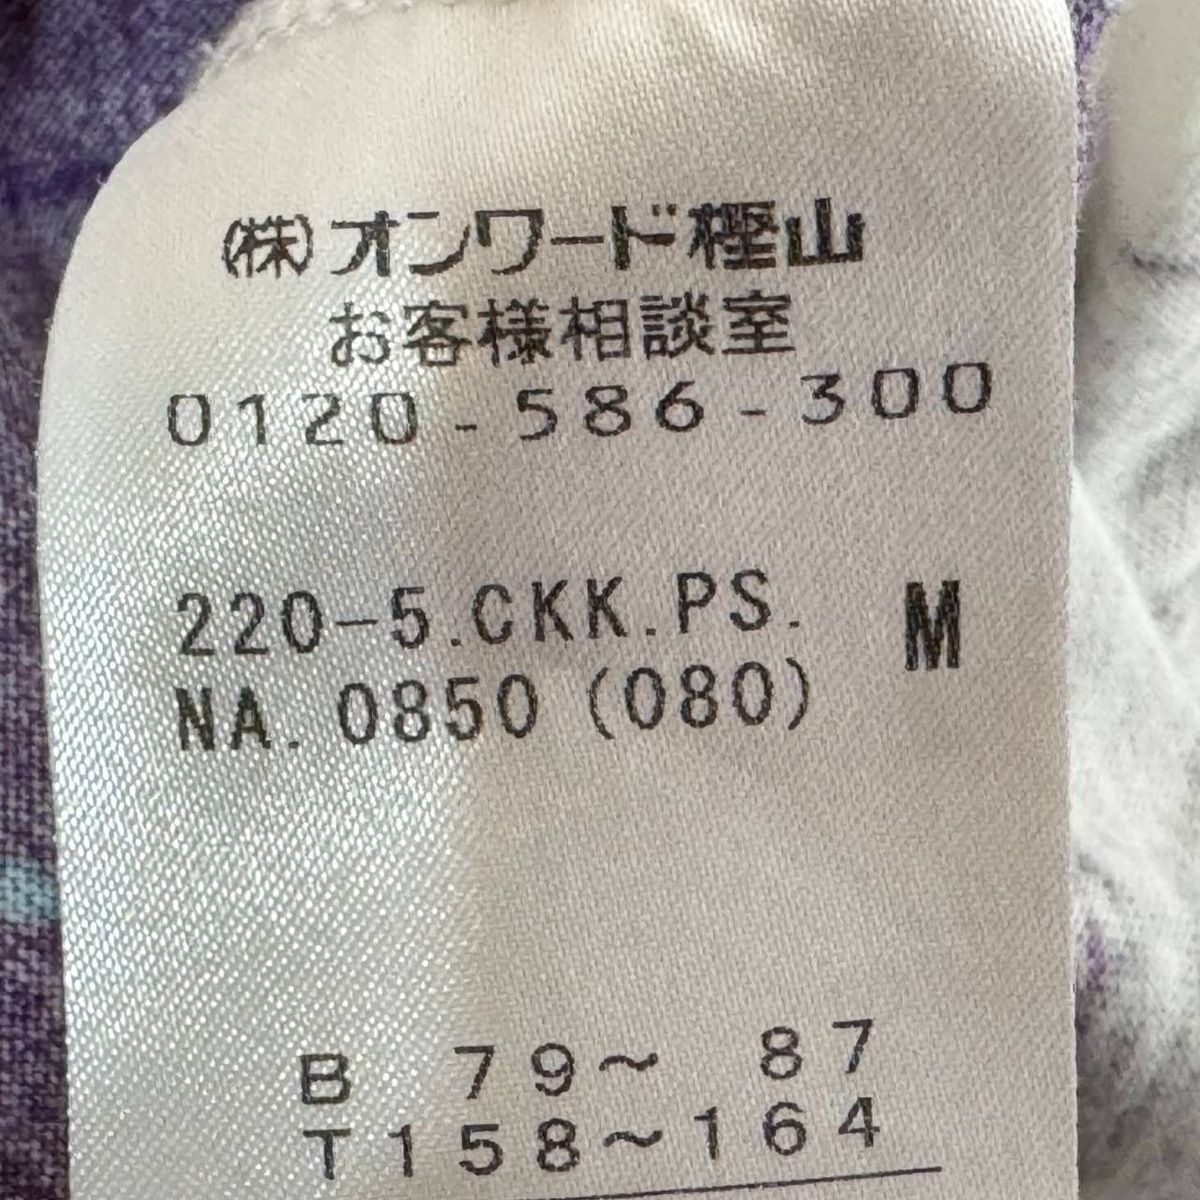 (株)オンワード樫山
お客様相談室
0120-586-300
220-5.CKK.PS. M
NA. 0850 (080)
B 79~ 87
T158~164